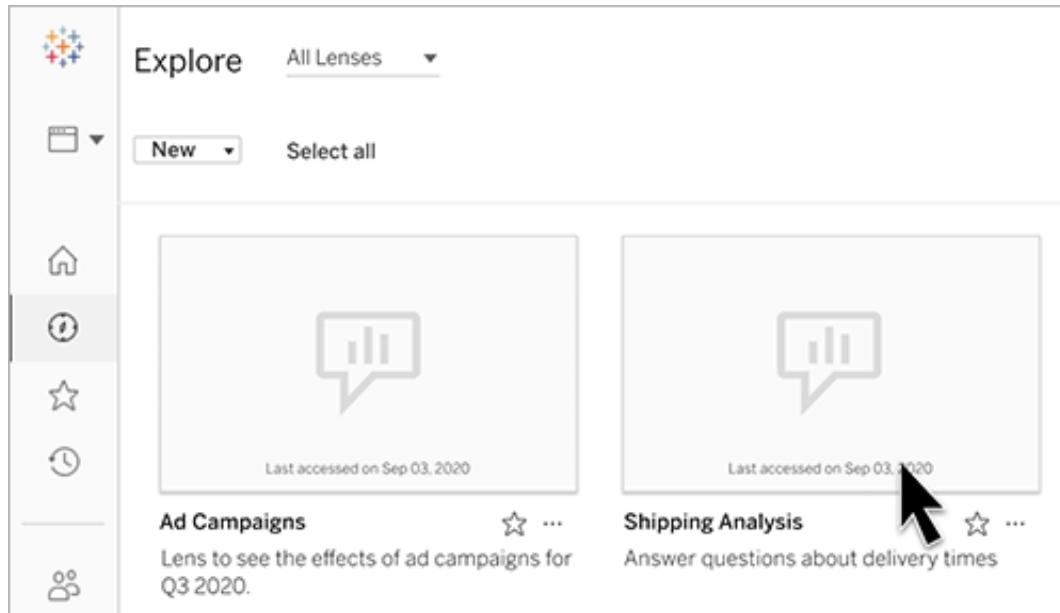 Explore
All Lenses
New
Select all
Last accessed on Sep 03, 2020
Last accessed on Sep 03, 2020
Ad Campaigns
Lens to see the effects of ad campaigns for
Q3 2020.
Shipping Analysis
Answer questions about delivery times